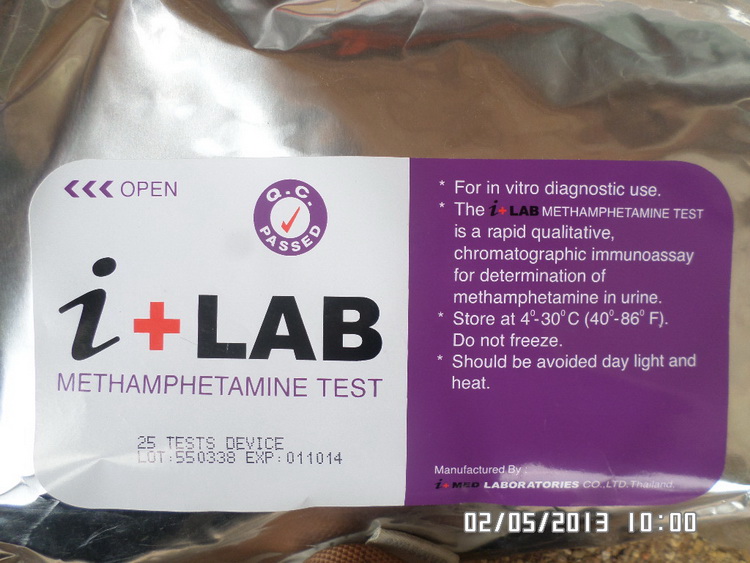 <<< OPEN
Q.C. PASSED
i+LAB
METHAMPHETAMINE TEST
25 TESTS DEVICE
LOT:550338 EXP:011014
* For in vitro diagnostic use.
* The i+LAB METHAMPHETAMINE TEST
is a rapid qualitative,
chromatographic immunoassay
for determination of
methamphetamine in urine.
* Store at 4⁰-30⁰C (40⁰-86⁰ F).
Do not freeze.
* Should be avoided day light and
heat.
Manufactured By :
i+MED LABORATORIES CO.,LTD.Thailand.
02/05/2013 10:00